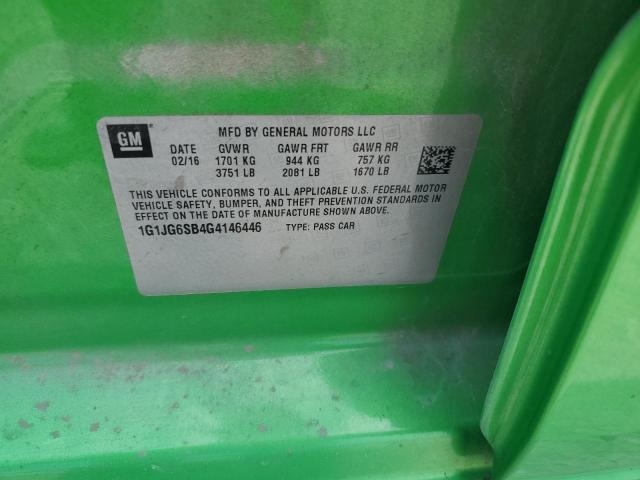 GM
MFD BY GENERAL MOTORS LLC
DATE GVWR GAWR FRT GAWR RR
02/16 1701 KG 944 KG 757 KG
3751 LB 2081 LB 1670 LB
THIS VEHICLE CONFORMS TO ALL APPLICABLE U.S. FEDERAL MOTOR
VEHICLE SAFETY, BUMPER, AND THEFT PREVENTION STANDARDS IN
EFFECT ON THE DATE OF MANUFACTURE SHOWN ABOVE.
1G1JG6SB4G4146446 TYPE: PASS CAR